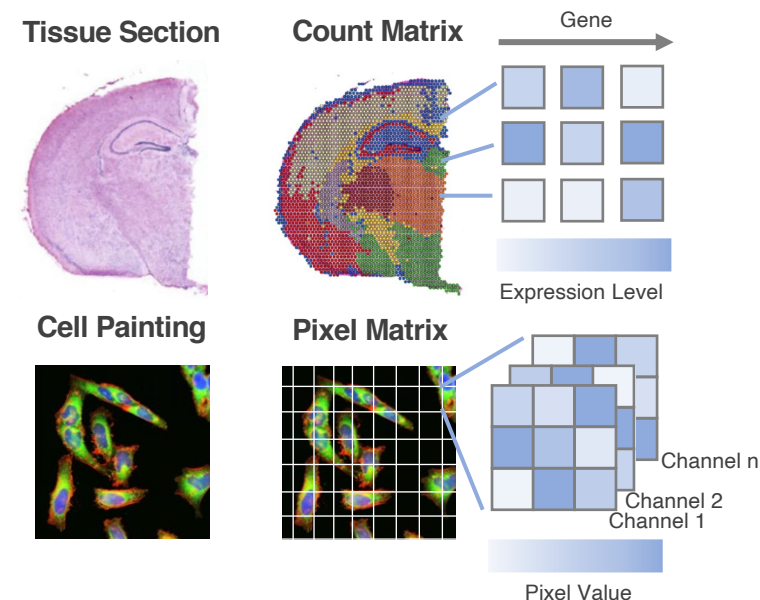 Tissue Section
Count Matrix
Gene
Expression Level
Cell Painting
Pixel Matrix
Channel n
Channel 2
Channel 1
Pixel Value